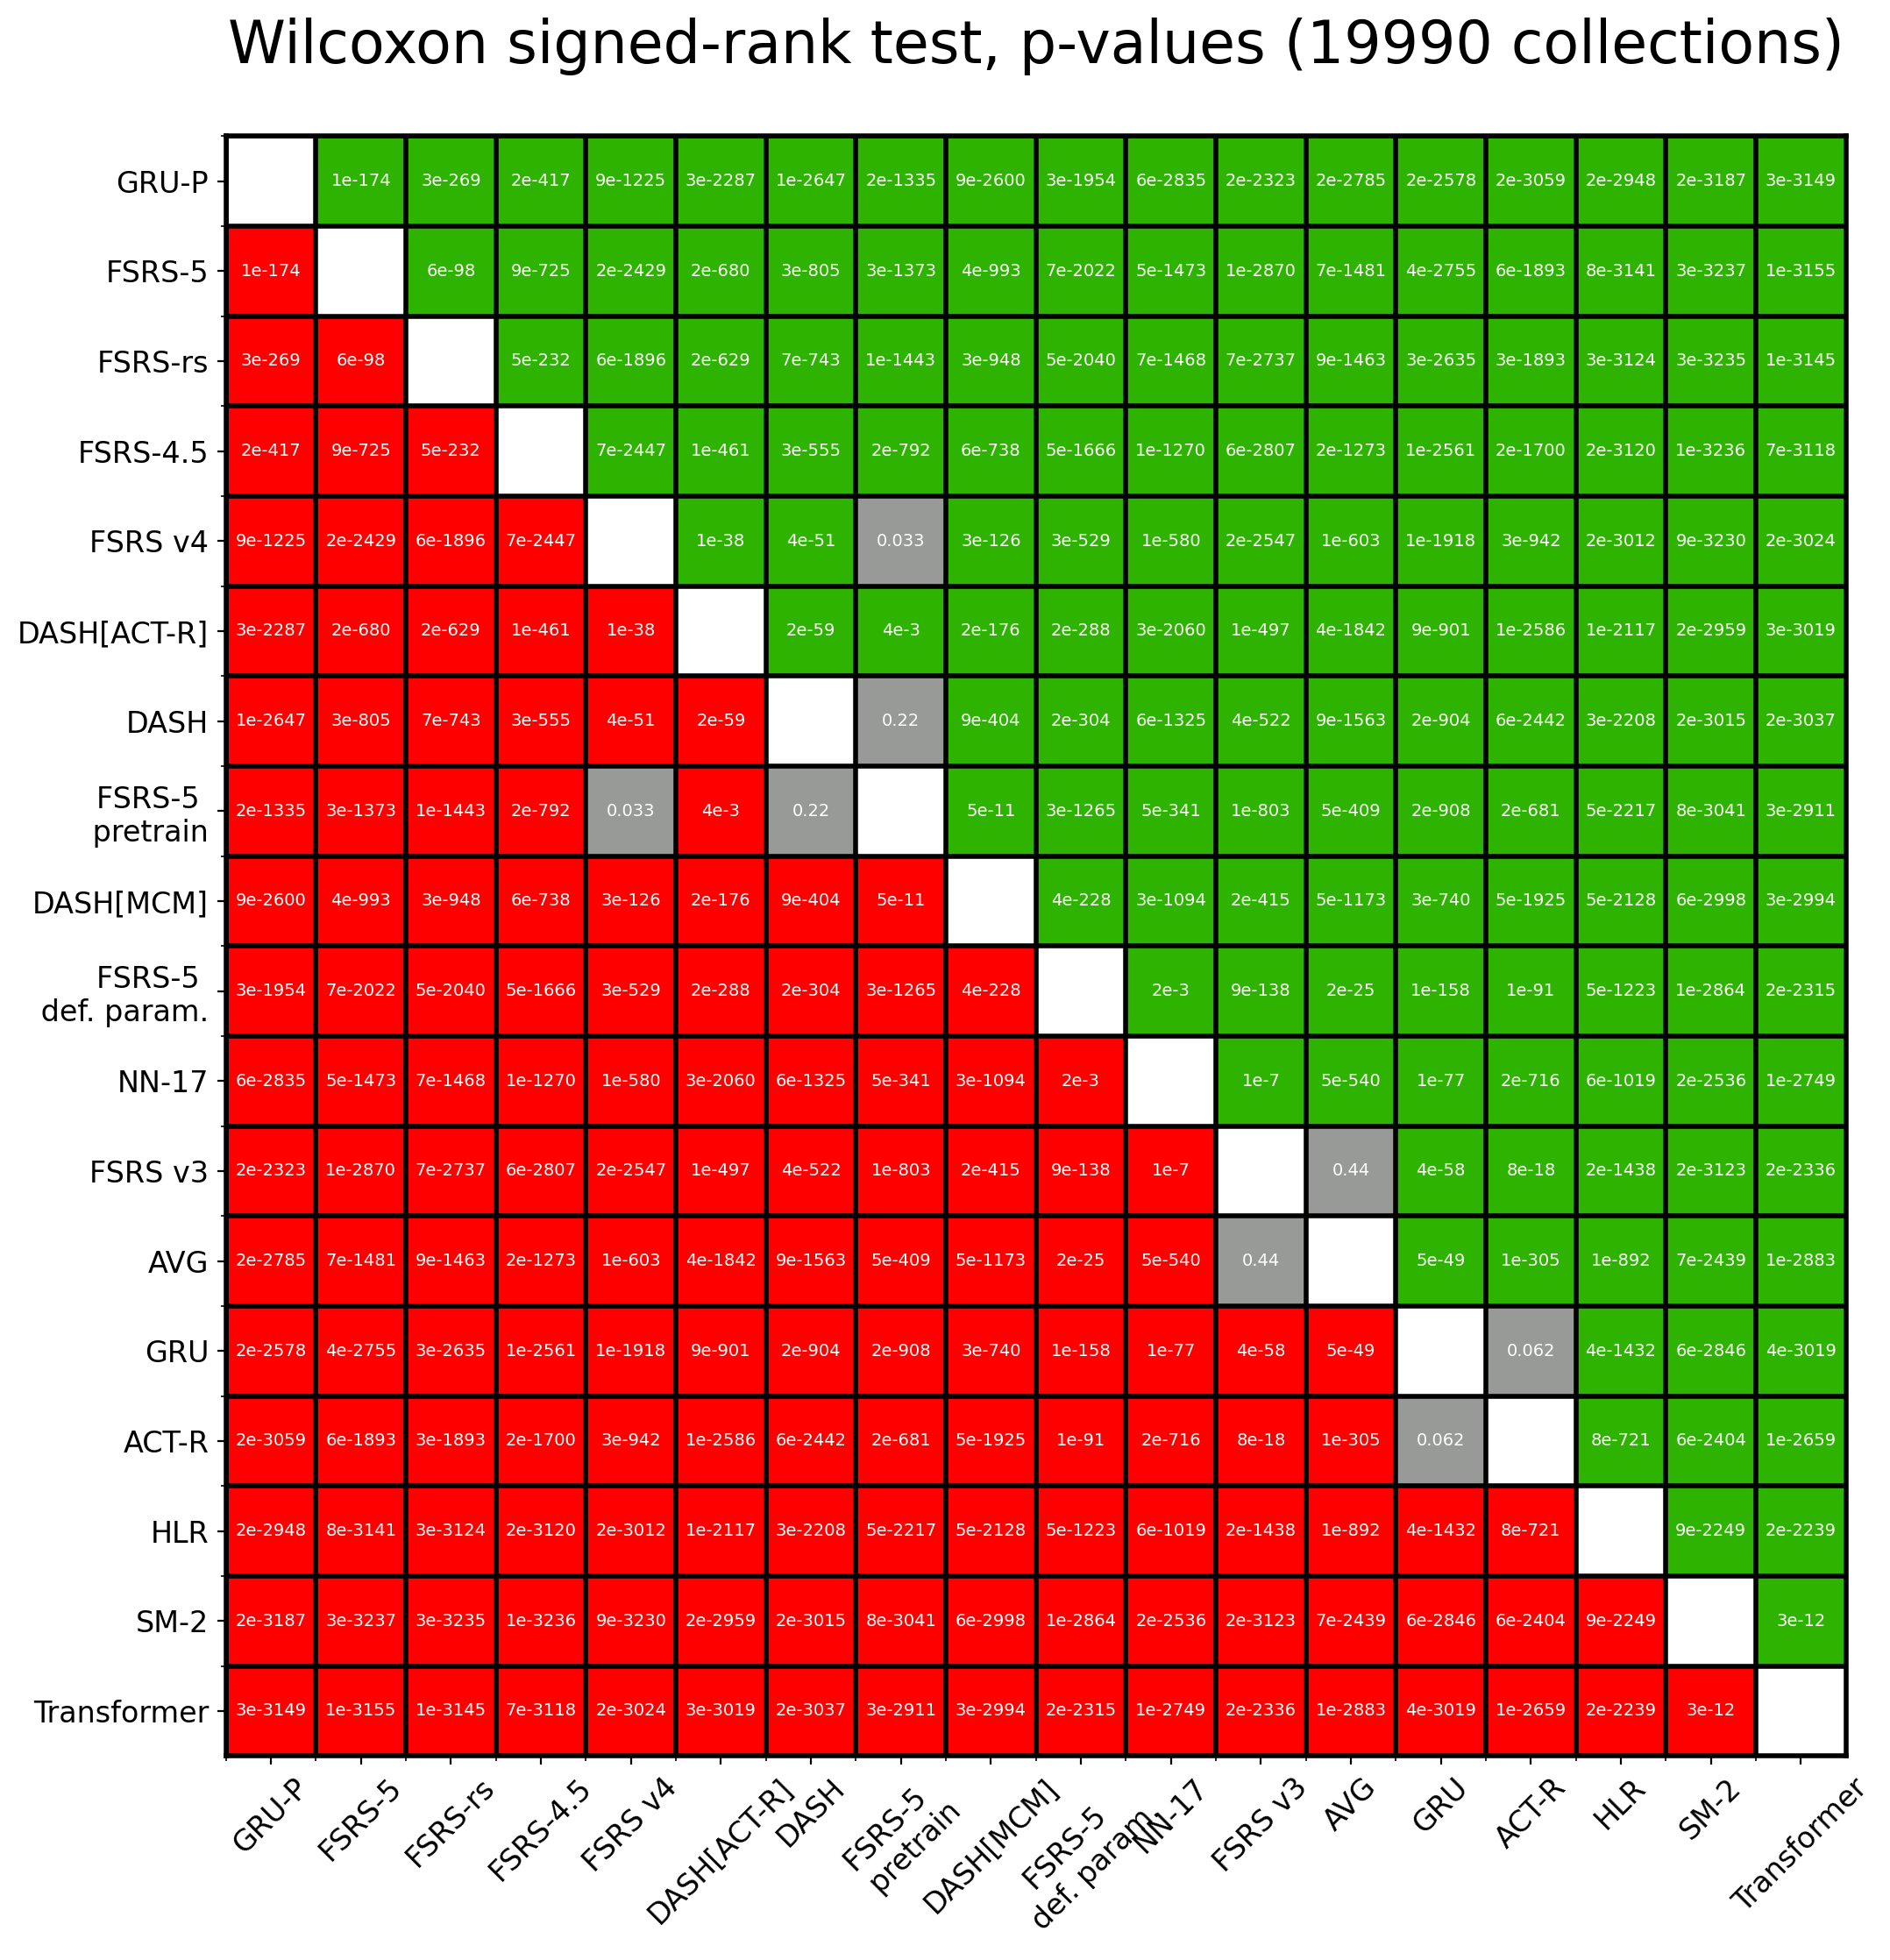 Wilcoxon signed-rank test, p-values (19990 collections)
GRU-P 1e-174 3e-269 2e-417 9e-1225 3e-2287 1e-2647 2e-1335 9e-2600 3e-1954 6e-2835 2e-2323 2e-2785 2e-2578 2e-3059 2e-2948 2e-3187 3e-3149
FSRS-5 1e-174 6e-98 9e-725 2e-2429 2e-680 3e-805 3e-1373 4e-993 7e-2022 5e-1473 1e-2870 7e-1481 4e-2755 6e-1893 8e-3141 3e-3237 1e-3155
FSRS-rs 3e-269 6e-98 5e-232 6e-1896 2e-629 7e-743 1e-1443 3e-948 5e-2040 7e-1468 7e-2737 9e-1463 3e-2635 3e-1893 3e-3124 3e-3235 1e-3145
FSRS-4.5 2e-417 9e-725 5e-232 7e-2447 1e-461 3e-555 2e-792 6e-738 5e-1666 1e-1270 6e-2807 2e-1273 1e-2561 2e-1700 2e-3120 1e-3236 7e-3118
FSRS v4 9e-1225 2e-2429 6e-1896 7e-2447 1e-38 4e-51 0.033 3e-126 3e-529 1e-580 2e-2547 1e-603 1e-1918 3e-942 2e-3012 9e-3230 2e-3024
DASH[ACT-R] 3e-2287 2e-680 2e-629 1e-461 1e-38 2e-59 4e-3 2e-176 2e-288 3e-2060 1e-497 4e-1842 9e-901 1e-2586 1e-2117 2e-2959 3e-3019
DASH 1e-2647 3e-805 7e-743 3e-555 4e-51 2e-59 0.22 9e-404 2e-304 6e-1325 4e-522 9e-1563 2e-904 6e-2442 3e-2208 2e-3015 2e-3037
FSRS-5
pretrain 2e-1335 3e-1373 1e-1443 2e-792 0.033 4e-3 0.22 5e-11 3e-1265 5e-341 1e-803 5e-409 2e-908 2e-681 5e-2217 8e-3041 3e-2911
DASH[MCM] 9e-2600 4e-993 3e-948 6e-738 3e-126 2e-176 9e-404 5e-11 4e-228 3e-1094 2e-415 5e-1173 3e-740 5e-1925 5e-2128 6e-2998 3e-2994
FSRS-5
def. param. 3e-1954 7e-2022 5e-2040 5e-1666 3e-529 2e-288 2e-304 3e-1265 4e-228 2e-3 9e-138 2e-25 1e-158 1e-91 5e-1223 1e-2864 2e-2315
NN-17 6e-2835 5e-1473 7e-1468 1e-1270 1e-580 3e-2060 6e-1325 5e-341 3e-1094 2e-3 1e-7 5e-540 1e-77 2e-716 6e-1019 2e-2536 1e-2749
FSRS v3 2e-2323 1e-2870 7e-2737 6e-2807 2e-2547 1e-497 4e-522 1e-803 2e-415 9e-138 1e-7 0.44 4e-58 8e-18 2e-1438 2e-3123 2e-2336
AVG 2e-2785 7e-1481 9e-1463 2e-1273 1e-603 4e-1842 9e-1563 5e-409 5e-1173 2e-25 5e-540 0.44 5e-49 1e-305 1e-892 7e-2439 1e-2883
GRU 2e-2578 4e-2755 3e-2635 1e-2561 1e-1918 9e-901 2e-904 2e-908 3e-740 1e-158 1e-77 4e-58 5e-49 0.062 4e-1432 6e-2846 4e-3019
ACT-R 2e-3059 6e-1893 3e-1893 2e-1700 3e-942 1e-2586 6e-2442 2e-681 5e-1925 1e-91 2e-716 8e-18 1e-305 0.062 8e-721 6e-2404 1e-2659
HLR 2e-2948 8e-3141 3e-3124 2e-3120 2e-3012 1e-2117 3e-2208 5e-2217 5e-2128 5e-1223 6e-1019 2e-1438 1e-892 4e-1432 8e-721 9e-2249 2e-2239
SM-2 2e-3187 3e-3237 3e-3235 1e-3236 9e-3230 2e-2959 2e-3015 8e-3041 6e-2998 1e-2864 2e-2536 2e-3123 7e-2439 6e-2846 6e-2404 9e-2249 3e-12
Transformer 3e-3149 1e-3155 1e-3145 7e-3118 2e-3024 3e-3019 2e-3037 3e-2911 3e-2994 2e-2315 1e-2749 2e-2336 1e-2883 4e-3019 1e-2659 2e-2239 3e-12
GRU-P
FSRS-5
FSRS-rs
FSRS-4.5
FSRS v4
DASH[ACT-R]
DASH
FSRS-5
pretrain
DASH[MCM]
FSRS-5
def. param.
NN-17
FSRS v3
AVG
GRU
ACT-R
HLR
SM-2
Transformer